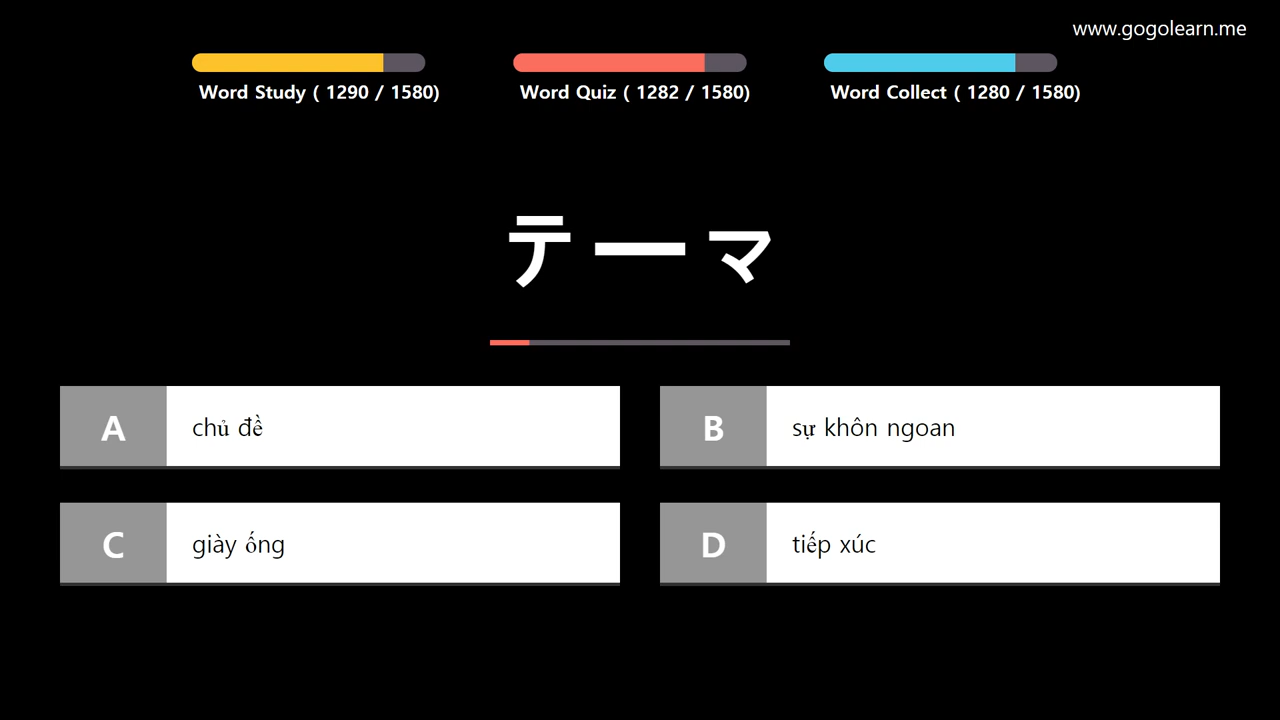 www.gogolearn.me
Word Study ( 1290 / 1580)
Word Quiz ( 1282 / 1580)
Word Collect ( 1280 / 1580)
テーマ
A
chủ đề
B
sự khôn ngoan
C
giày ống
D
tiếp xúc